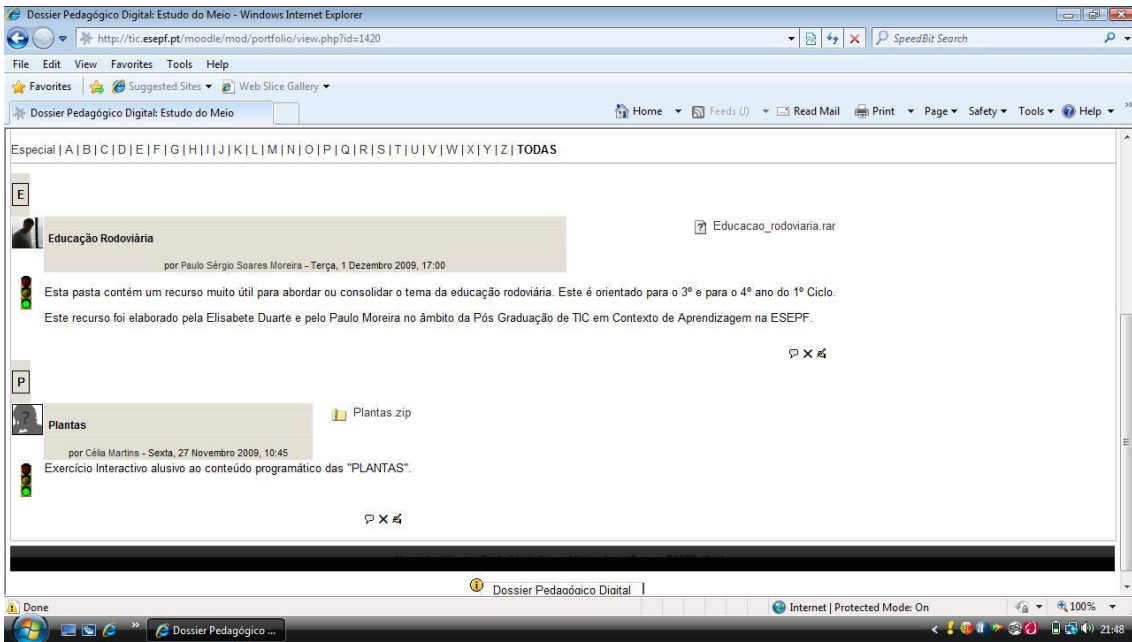 Dossier Pedagógico Digital: Estudo do Meio - Windows Internet Explorer
http://tic.esepf.pt/moodle/mod/portfolio/view.php?id=1420
SpeedBit Search
File Edit View Favorites Tools Help
Favorites Suggested Sites Web Slice Gallery
Dossier Pedagógico Digital: Estudo do Meio
Home Feeds (J) Read Mail Print Page Safety Tools Help »
Especial | A | B | C | D | E | F | G | H | I | J | K | L | M | N | O | P | Q | R | S | T | U | V | W | X | Y | Z | TODAS
E
Educacao_rodoviaria.rar
Educação Rodoviária
por Paulo Sérgio Soares Moreira - Terça, 1 Dezembro 2009, 17:00
Esta pasta contém um recurso muito útil para abordar ou consolidar o tema da educação rodoviária. Este é orientado para o 3º e para o 4º ano do 1º Ciclo.
Este recurso foi elaborado pela Elisabete Duarte e pelo Paulo Moreira no âmbito da Pós Graduação de TIC em Contexto de Aprendizagem na ESEPF.
P
Plantas.zip
Plantas
por Célia Martins - Sexta, 27 Novembro 2009, 10:45
Exercício Interactivo alusivo ao conteúdo programático das "PLANTAS".
Dossier Pedagógico Digital
Done
Internet | Protected Mode: On
100%
Dossier Pedagógico ...
21:48